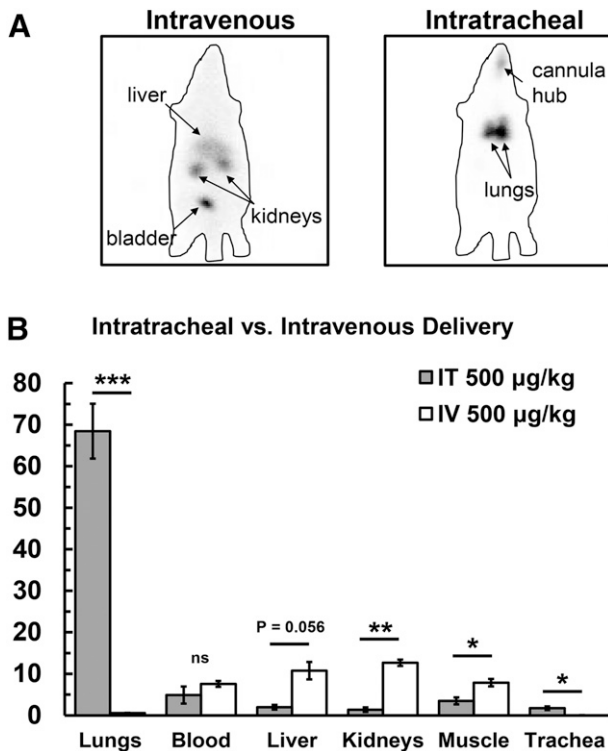 A
Intravenous
Intratracheal
liver
kidneys
bladder
cannula
hub
lungs
B
Intratracheal vs. Intravenous Delivery
IT 500 µg/kg
IV 500 µg/kg
80
70
60
50
40
30
20
10
0
***
ns
P = 0.056
**
*
*
Lungs Blood Liver Kidneys Muscle Trachea